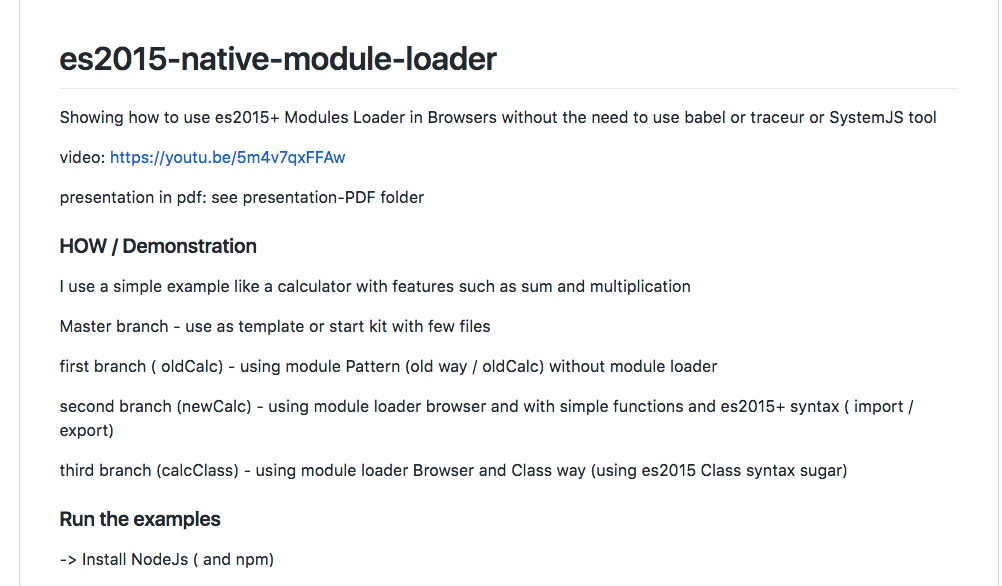 es2015-native-module-loader
Showing how to use es2015+ Modules Loader in Browsers without the need to use babel or traceur or SystemJS tool
video: https://youtu.be/5m4v7qxFFAw
presentation in pdf: see presentation-PDF folder
HOW / Demonstration
I use a simple example like a calculator with features such as sum and multiplication
Master branch - use as template or start kit with few files
first branch ( oldCalc) - using module Pattern (old way / oldCalc) without module loader
second branch (newCalc) - using module loader browser and with simple functions and es2015+ syntax ( import /
export)
third branch (calcClass) - using module loader Browser and Class way (using es2015 Class syntax sugar)
Run the examples
-> Install NodeJs ( and npm)